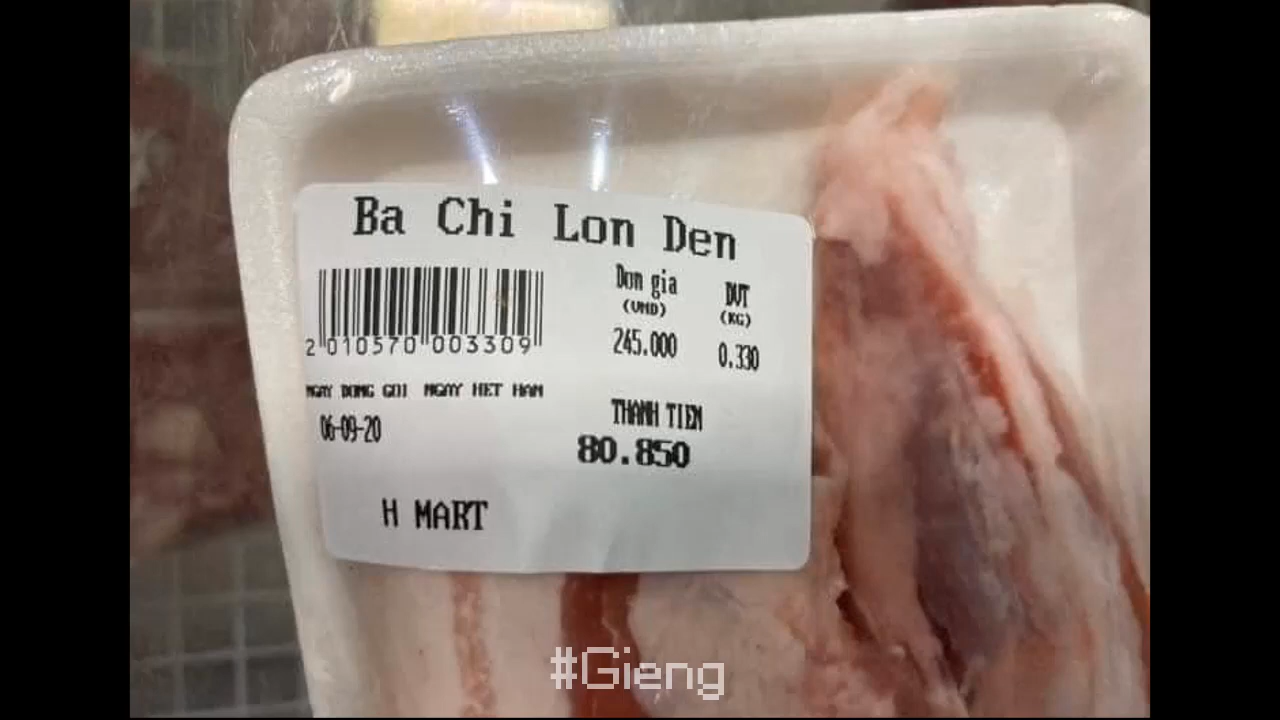 Ba Chi Lon Den
Don gia DVT
(VND) (KG)
245.000 0.330
2 010570 003309
NGAY DONG GOI NGAY HET HAN
06-09-20
THANH TIEN
80.850
H MART
#Gieng